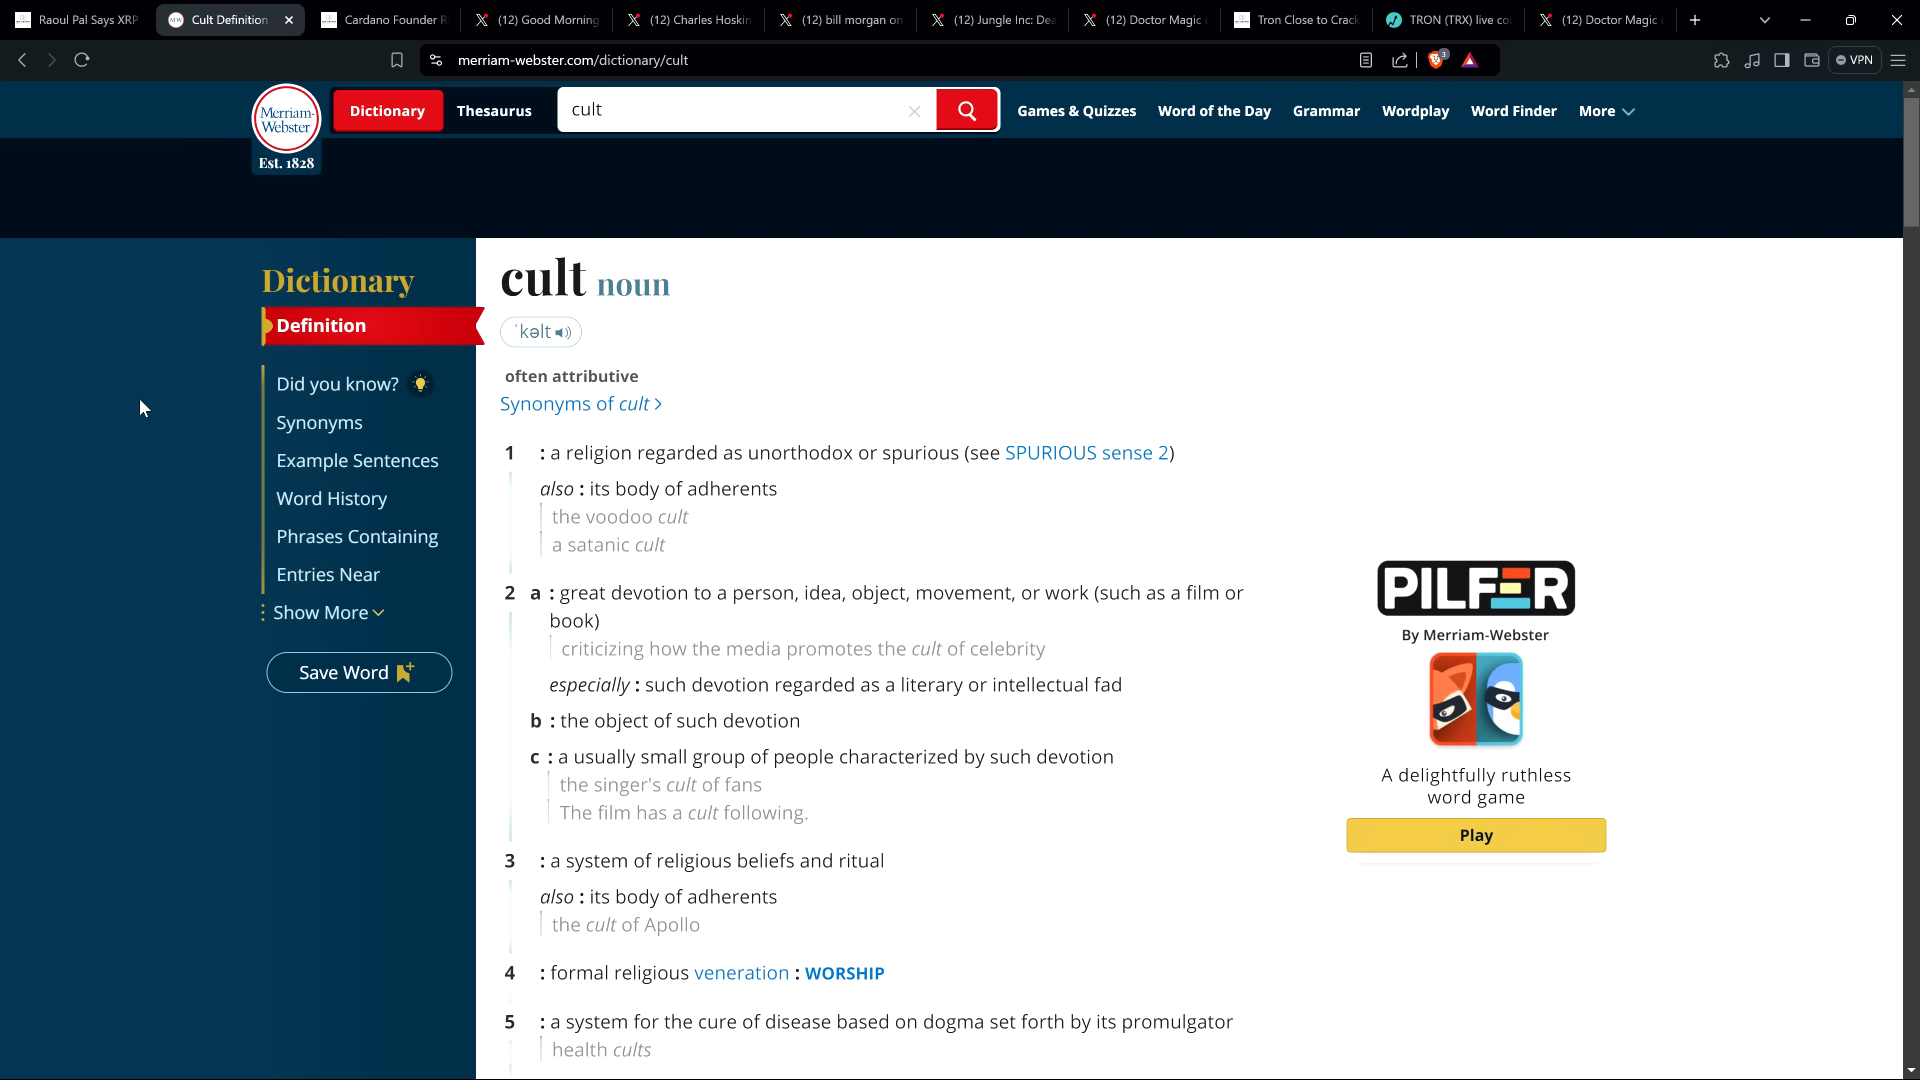 Raoul Pal Says XRP
Cult Definition
Cardano Founder R
(12) Good Morning
(12) Charles Hoskin
(12) bill morgan on
(12) Jungle Inc: Dea
(12) Doctor Magic
Tron Close to Crack
TRON (TRX) live co
(12) Doctor Magic
merriam-webster.com/dictionary/cult
3
VPN
Merriam-
Webster
Est. 1828
Dictionary
Thesaurus
cult
Games & Quizzes
Word of the Day
Grammar
Wordplay
Word Finder
More
Dictionary
Definition
Did you know?
Synonyms
Example Sentences
Word History
Phrases Containing
Entries Near
Show More
Save Word
cult noun
ˈkəlt
often attributive
Synonyms of cult >
1 : a religion regarded as unorthodox or spurious (see SPURIOUS sense 2)
also : its body of adherents
the voodoo cult
a satanic cult
2 a : great devotion to a person, idea, object, movement, or work (such as a film or
book)
criticizing how the media promotes the cult of celebrity
especially : such devotion regarded as a literary or intellectual fad
b : the object of such devotion
c : a usually small group of people characterized by such devotion
the singer's cult of fans
The film has a cult following.
3 : a system of religious beliefs and ritual
also : its body of adherents
the cult of Apollo
4 : formal religious veneration : WORSHIP
5 : a system for the cure of disease based on dogma set forth by its promulgator
health cults
PILFER
By Merriam-Webster
A delightfully ruthless
word game
Play